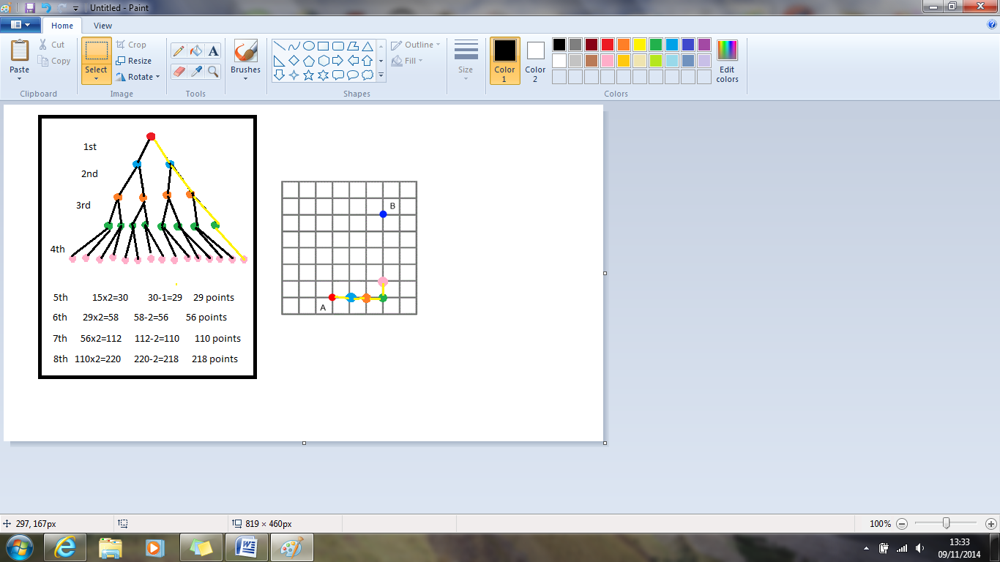 Untitled - Paint
Home View
Paste
Cut
Copy
Clipboard
Select
Crop
Resize
Rotate
Image
A
Tools
Brushes
Outline
Fill
Shapes
Size
Color 1
Color 2
Edit colors
Colors
1st
2nd
3rd
4th
5th 15x2=30 30-1=29 29 points
6th 29x2=58 58-2=56 56 points
7th 56x2=112 112-2=110 110 points
8th 110x2=220 220-2=218 218 points
B
A
297, 167px
819 × 460px
100%
13:33
09/11/2014